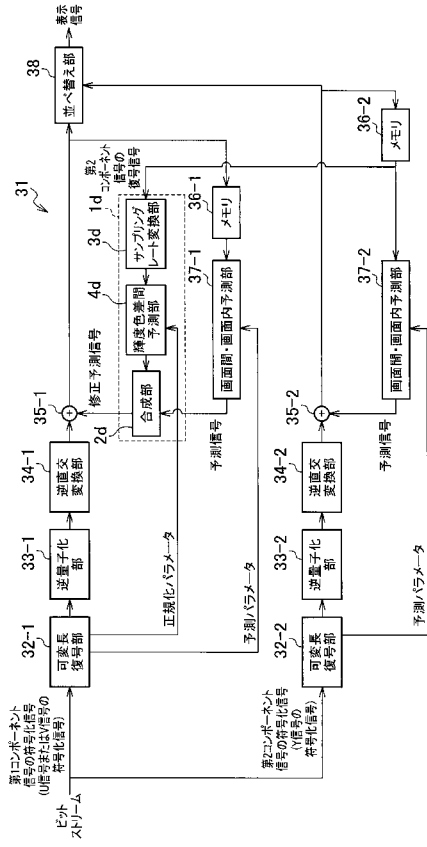 ビット
ストリーム
第1コンポーネント
信号の符号化信号
(U信号またはV信号の
符号化信号)
32-1
可変長
復号部
33-1
逆量子化
部
34-1
逆直交
変換部
35-1
+
修正予測信号
31
38
並べ替え部
表示
信号
正規化パラメータ
予測パラメータ
2d
合成部
4d
輝度色差間
予測部
3d
サンプリング
レート変換部
1d
第2
コンポーネント
信号の
復号信号
36-1
メモリ
37-1
画面間・画面内予測部
予測信号
第2コンポーネント
信号の符号化信号
(Y信号の
符号化信号)
32-2
可変長
復号部
33-2
逆量子化
部
34-2
逆直交
変換部
35-2
+
36-2
メモリ
37-2
画面間・画面内予測部
予測信号
予測パラメータ